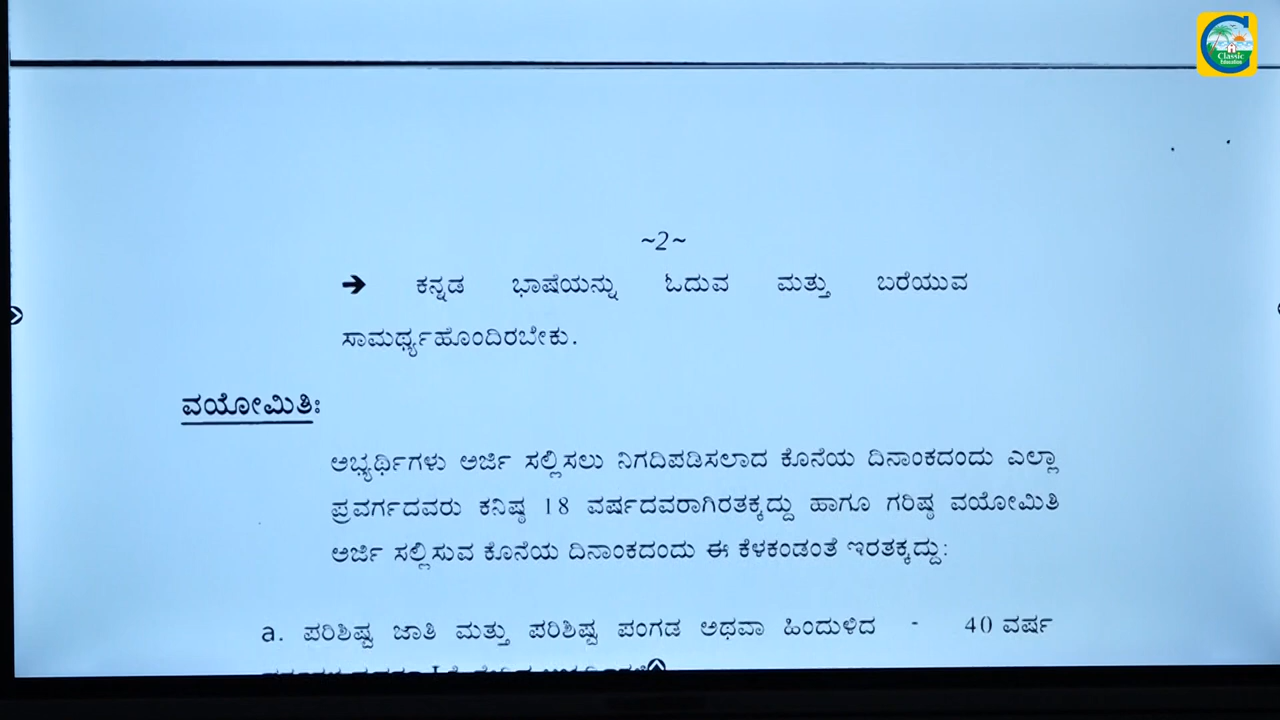 Classic
Education
~2~
➔ ಕನ್ನಡ ಭಾಷೆಯನ್ನು ಓದುವ ಮತ್ತು ಬರೆಯುವ
ಸಾಮರ್ಥ್ಯಹೊಂದಿರಬೇಕು.
ವಯೋಮಿತಿಃ
ಅಭ್ಯರ್ಥಿಗಳು ಅರ್ಜಿ ಸಲ್ಲಿಸಲು ನಿಗದಿಪಡಿಸಲಾದ ಕೊನೆಯ ದಿನಾಂಕದಂದು ಎಲ್ಲಾ
ಪ್ರವರ್ಗದವರು ಕನಿಷ್ಠ 18 ವರ್ಷದವರಾಗಿರತಕ್ಕದ್ದು ಹಾಗೂ ಗರಿಷ್ಠ ವಯೋಮಿತಿ
ಅರ್ಜಿ ಸಲ್ಲಿಸುವ ಕೊನೆಯ ದಿನಾಂಕದಂದು ಈ ಕೆಳಕಂಡಂತೆ ಇರತಕ್ಕದ್ದು:
a. ಪರಿಶಿಷ್ಟ ಜಾತಿ ಮತ್ತು ಪರಿಶಿಷ್ಟ ಪಂಗಡ ಅಥವಾ ಹಿಂದುಳಿದ - 40 ವರ್ಷ